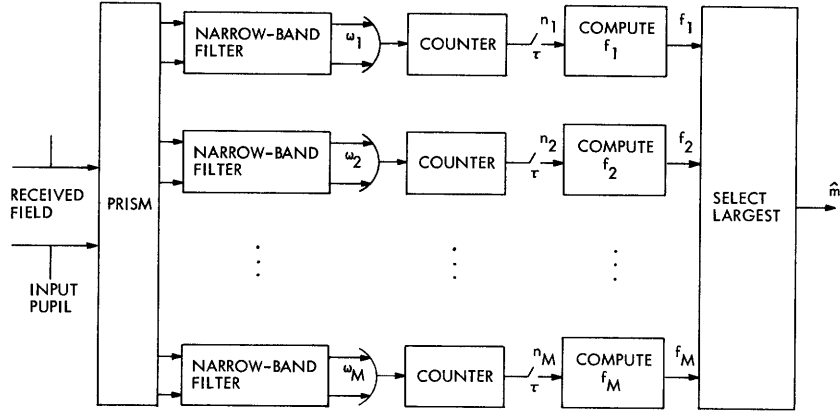 NARROW-BAND
FILTER
ω1
COUNTER
n1
τ
COMPUTE
f1
f1
NARROW-BAND
FILTER
ω2
COUNTER
n2
τ
COMPUTE
f2
f2
RECEIVED
FIELD
PRISM
SELECT
LARGEST
m̂
INPUT
PUPIL
NARROW-BAND
FILTER
ωM
COUNTER
nM
τ
COMPUTE
fM
fM